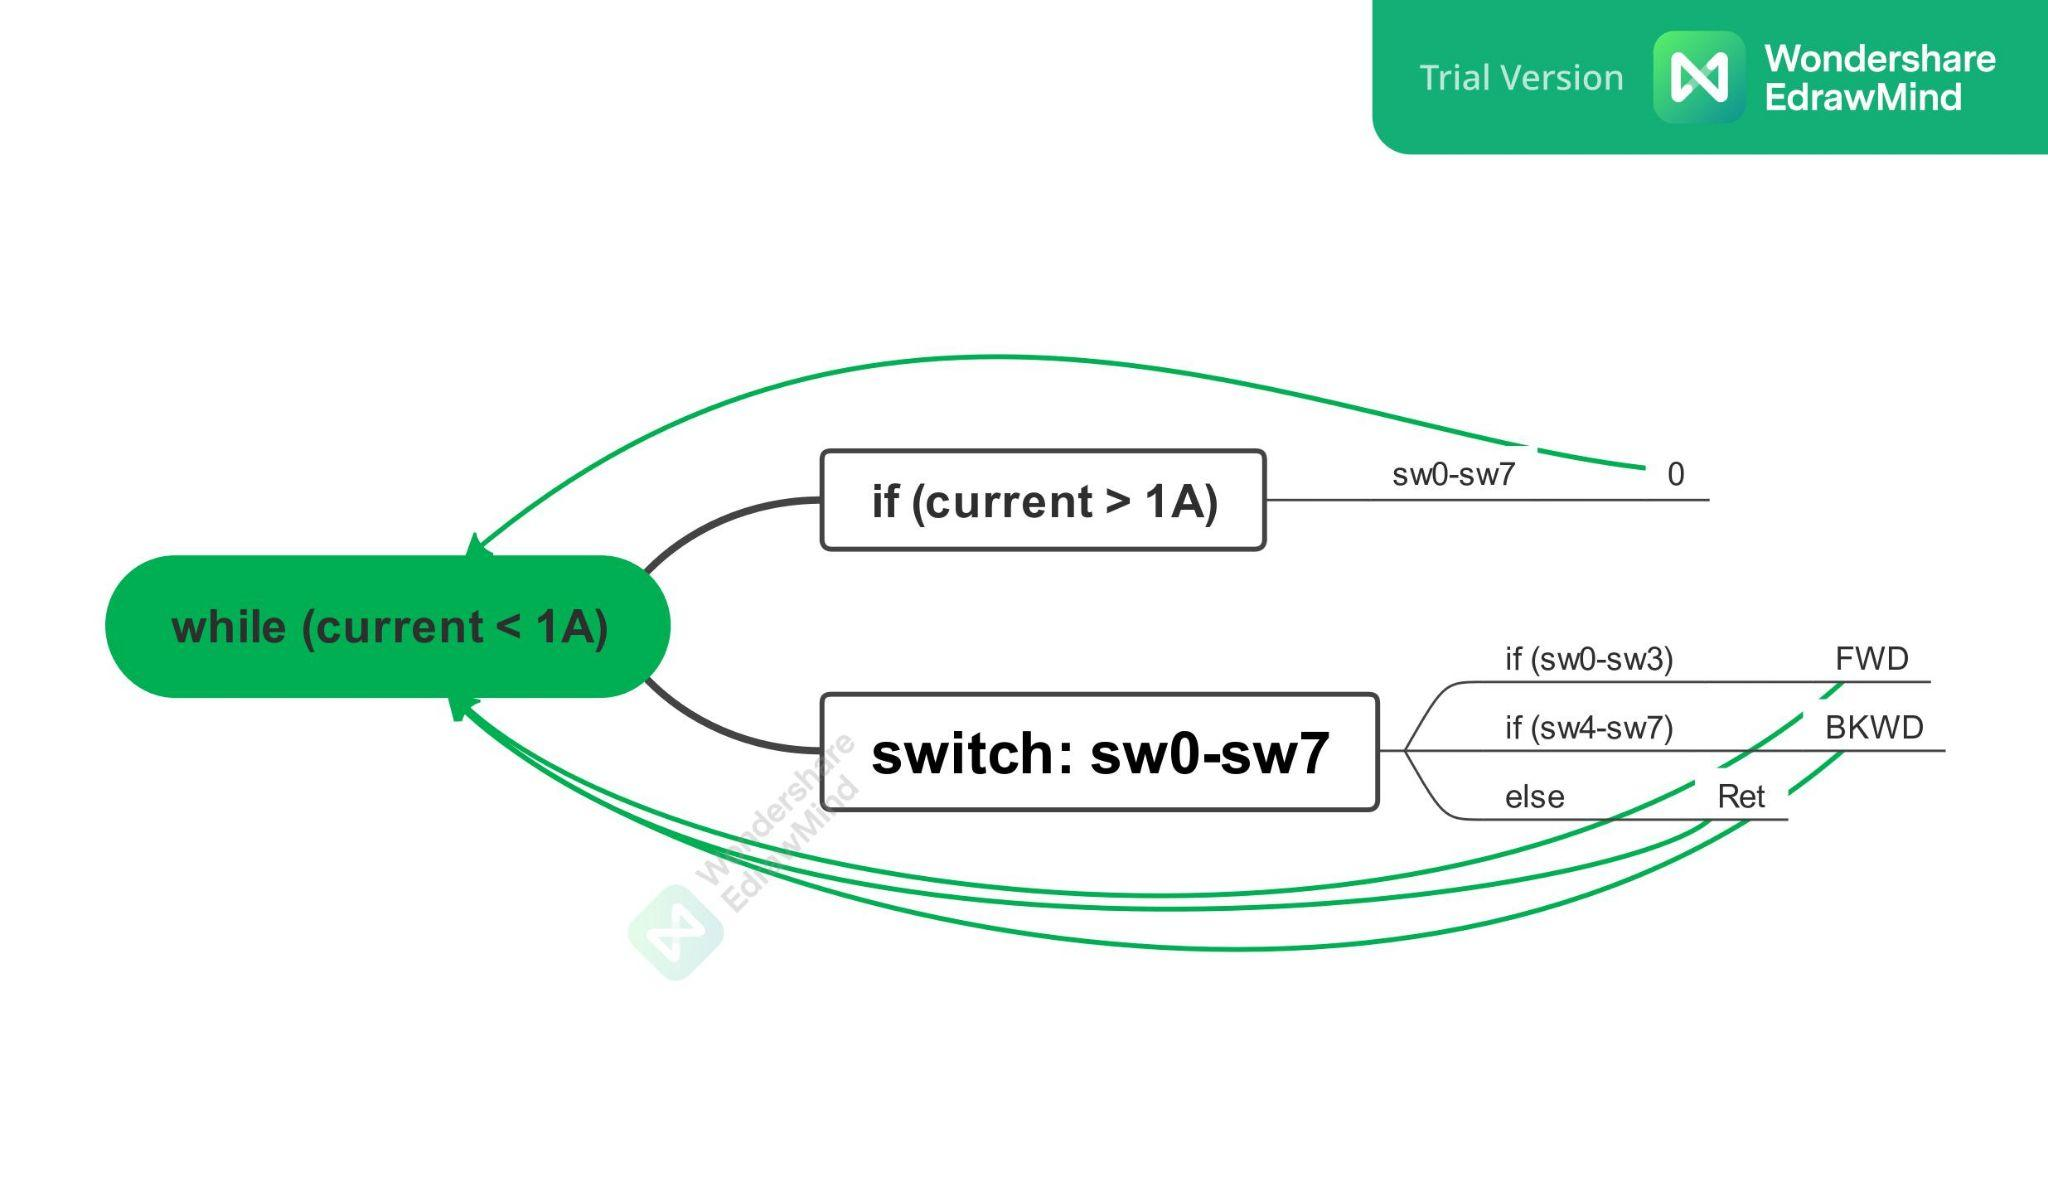 Trial Version
Wondershare
EdrawMind
if (current > 1A)
sw0-sw7
0
while (current < 1A)
switch: sw0-sw7
if (sw0-sw3)
FWD
if (sw4-sw7)
BKWD
else
Ret
Wondershare
EdrawMind